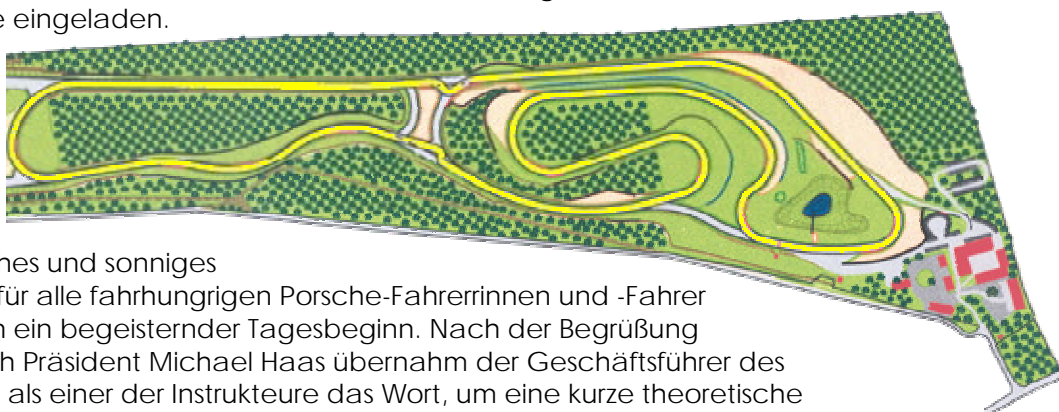 e eingeladen.
nes und sonniges
für alle fahrhungrigen Porsche-Fahrerrinnen und -Fahrer
n ein begeisternder Tagesbeginn. Nach der Begrüßung
ch Präsident Michael Haas übernahm der Geschäftsführer des
als einer der Instrukteure das Wort, um eine kurze theoretische